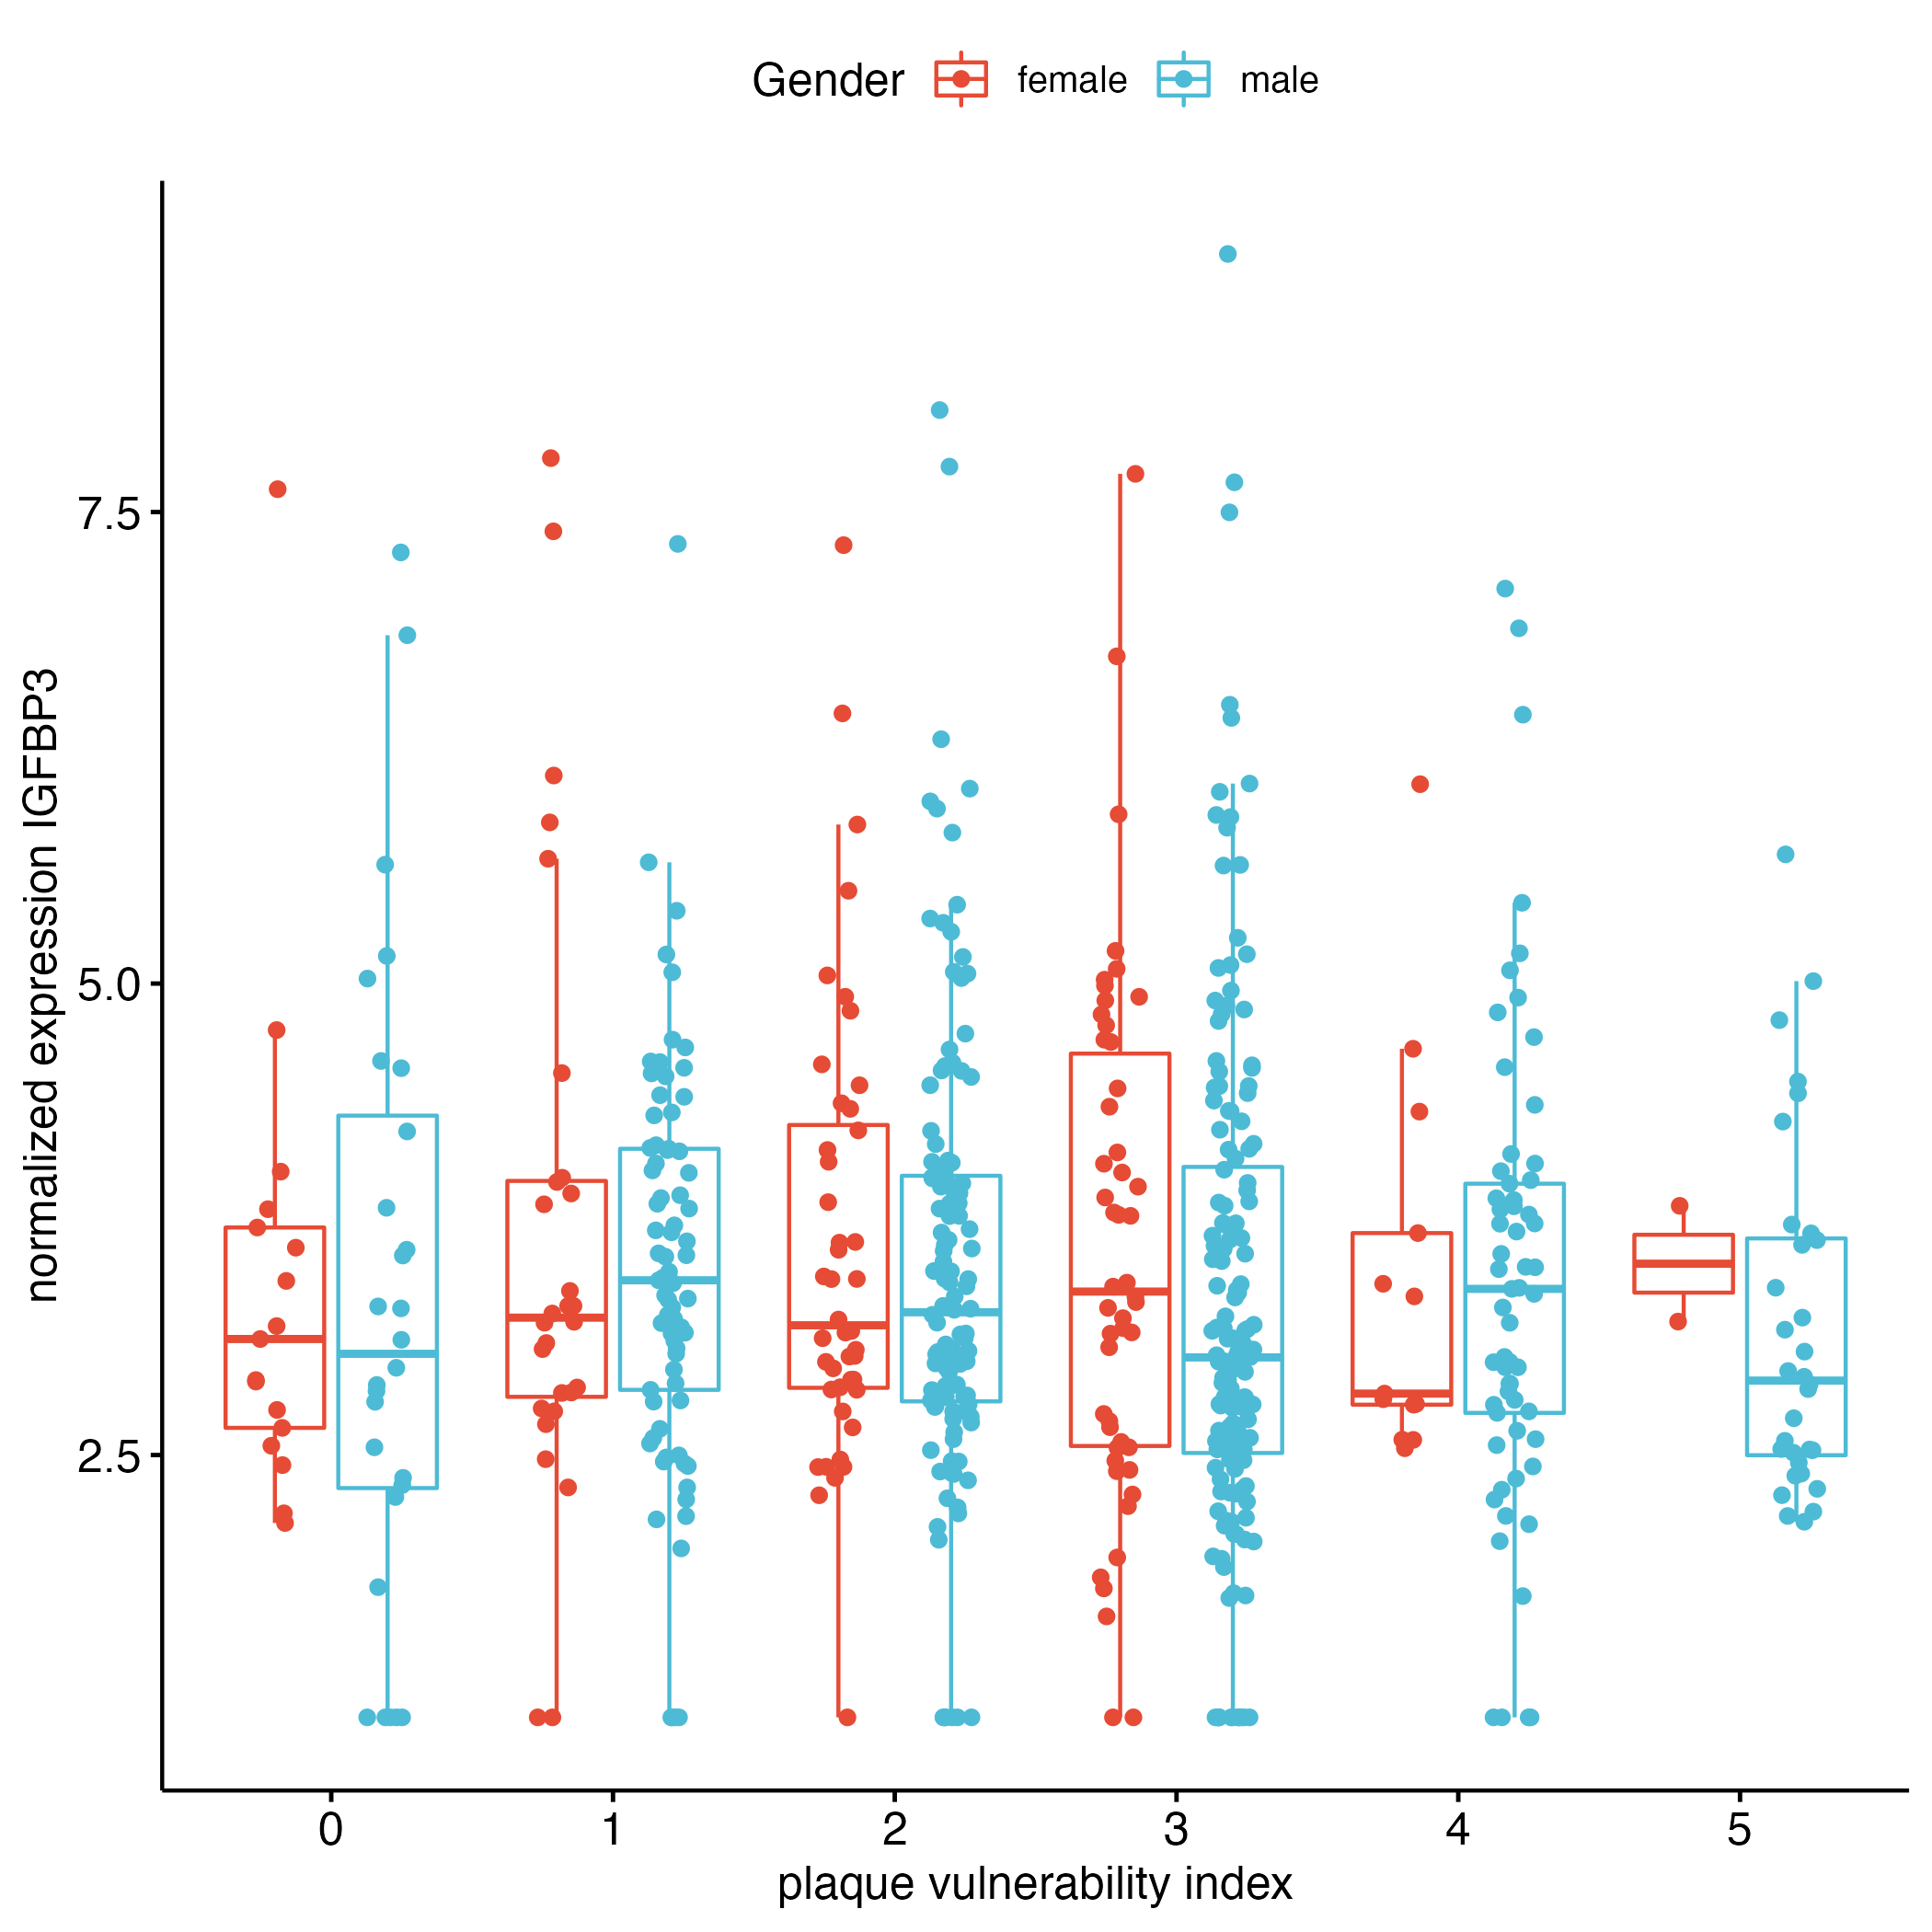 Gender female male
normalized expression IGFBP3
7.5
5.0
2.5
0 1 2 3 4 5
plaque vulnerability index